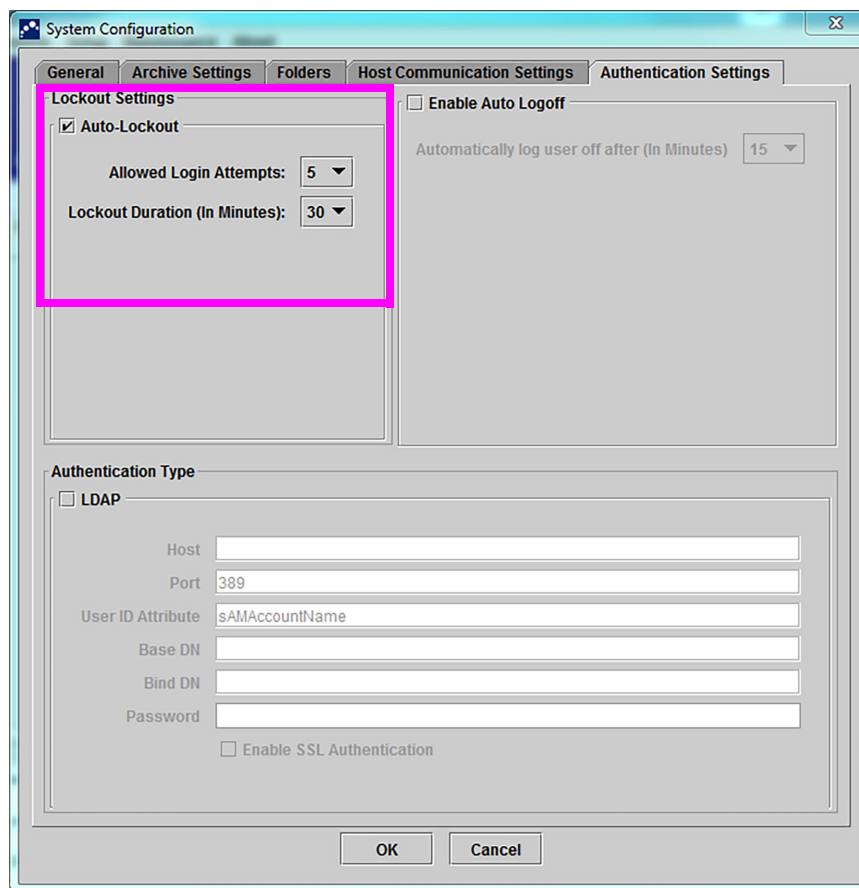 System Configuration
General Archive Settings Folders Host Communication Settings Authentication Settings
Lockout Settings
Auto-Lockout
Allowed Login Attempts: 5
Lockout Duration (In Minutes): 30
Enable Auto Logoff
Automatically log user off after (In Minutes) 15
Authentication Type
LDAP
Host
Port 389
User ID Attribute sAMAccountName
Base DN
Bind DN
Password
Enable SSL Authentication
OK Cancel